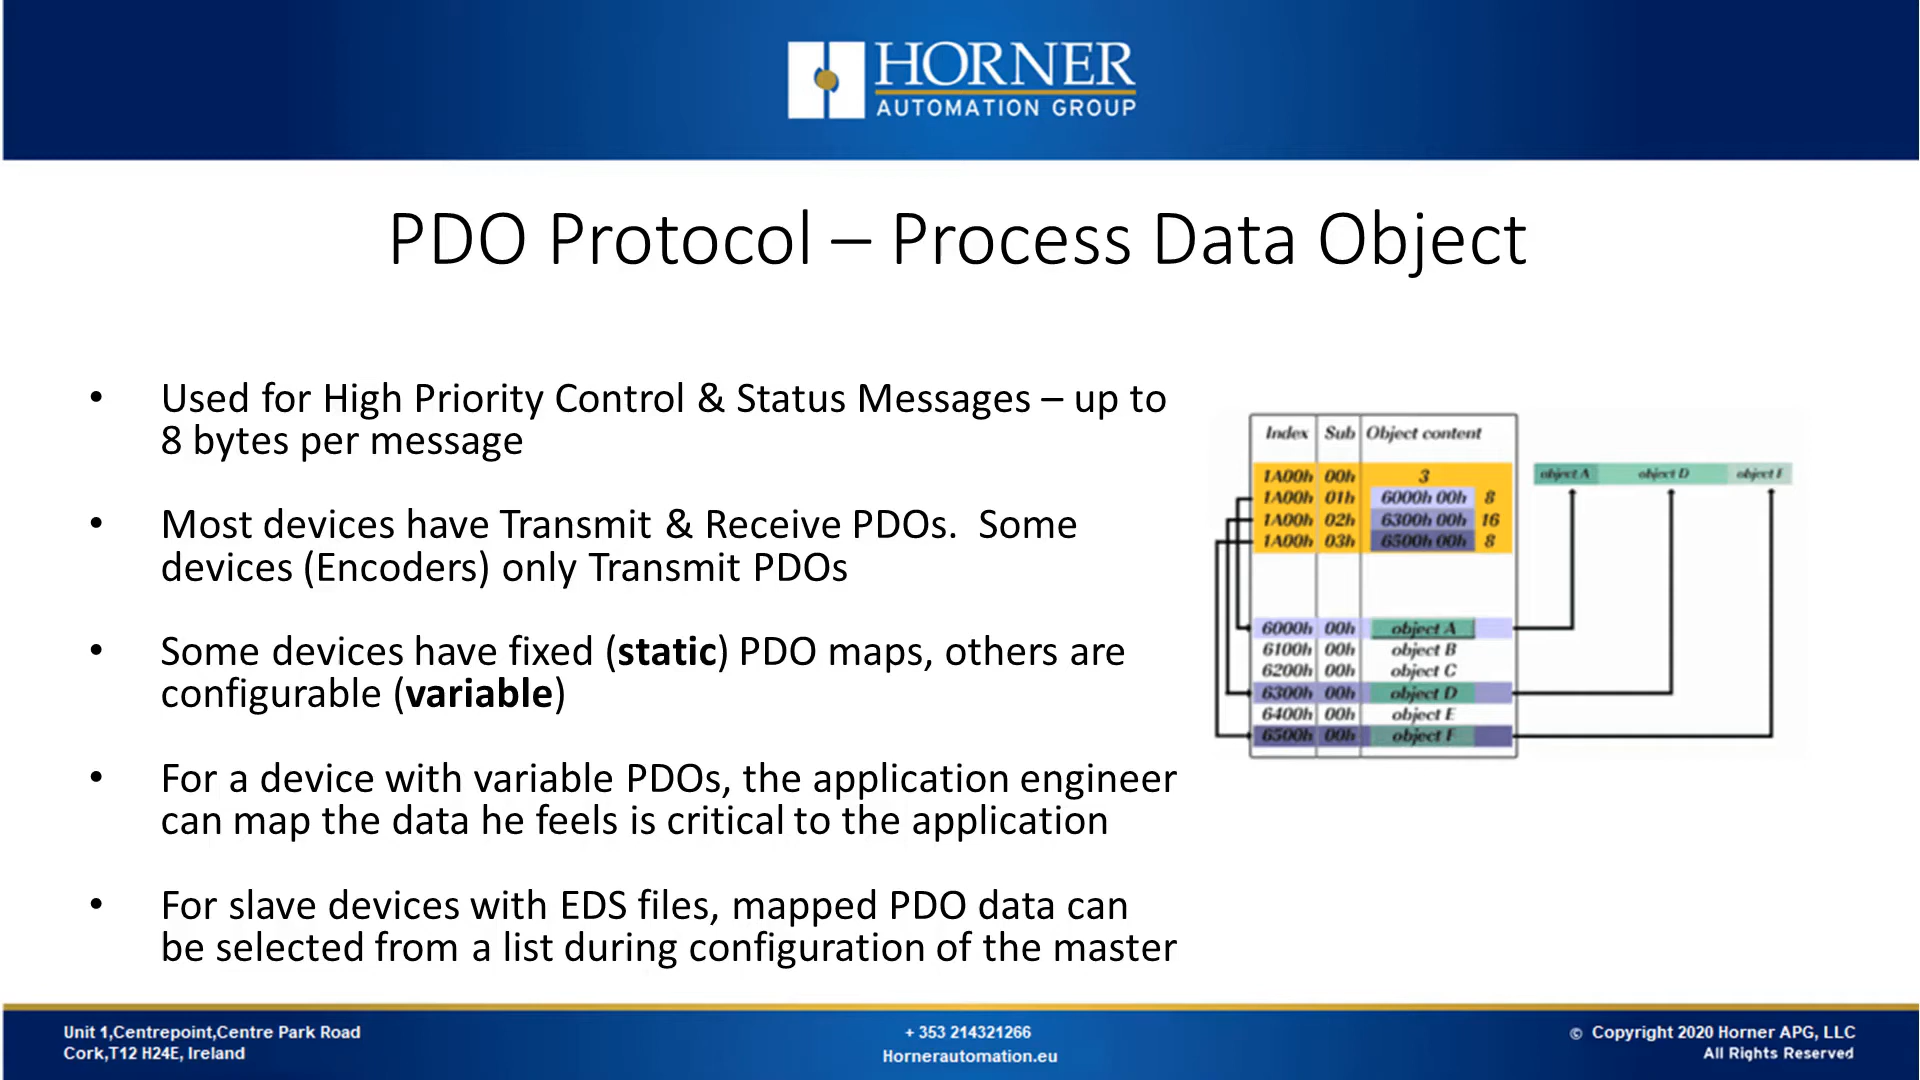 HORNER
AUTOMATION GROUP
PDO Protocol – Process Data Object
• Used for High Priority Control & Status Messages – up to
8 bytes per message
• Most devices have Transmit & Receive PDOs.  Some
devices (Encoders) only Transmit PDOs
• Some devices have fixed (static) PDO maps, others are
configurable (variable)
• For a device with variable PDOs, the application engineer
can map the data he feels is critical to the application
• For slave devices with EDS files, mapped PDO data can
be selected from a list during configuration of the master
Index Sub Object content
1A00h 00h 3
1A00h 01h 6000h 00h 8
1A00h 02h 6300h 00h 16
1A00h 03h 6500h 00h 8
6000h 00h object A
6100h 00h object B
6200h 00h object C
6300h 00h object D
6400h 00h object E
6500h 00h object F
object A object D object F
Unit 1,Centrepoint,Centre Park Road
Cork,T12 H24E, Ireland
+ 353 214321266
Hornerautomation.eu
© Copyright 2020 Horner APG, LLC
All Rights Reserved